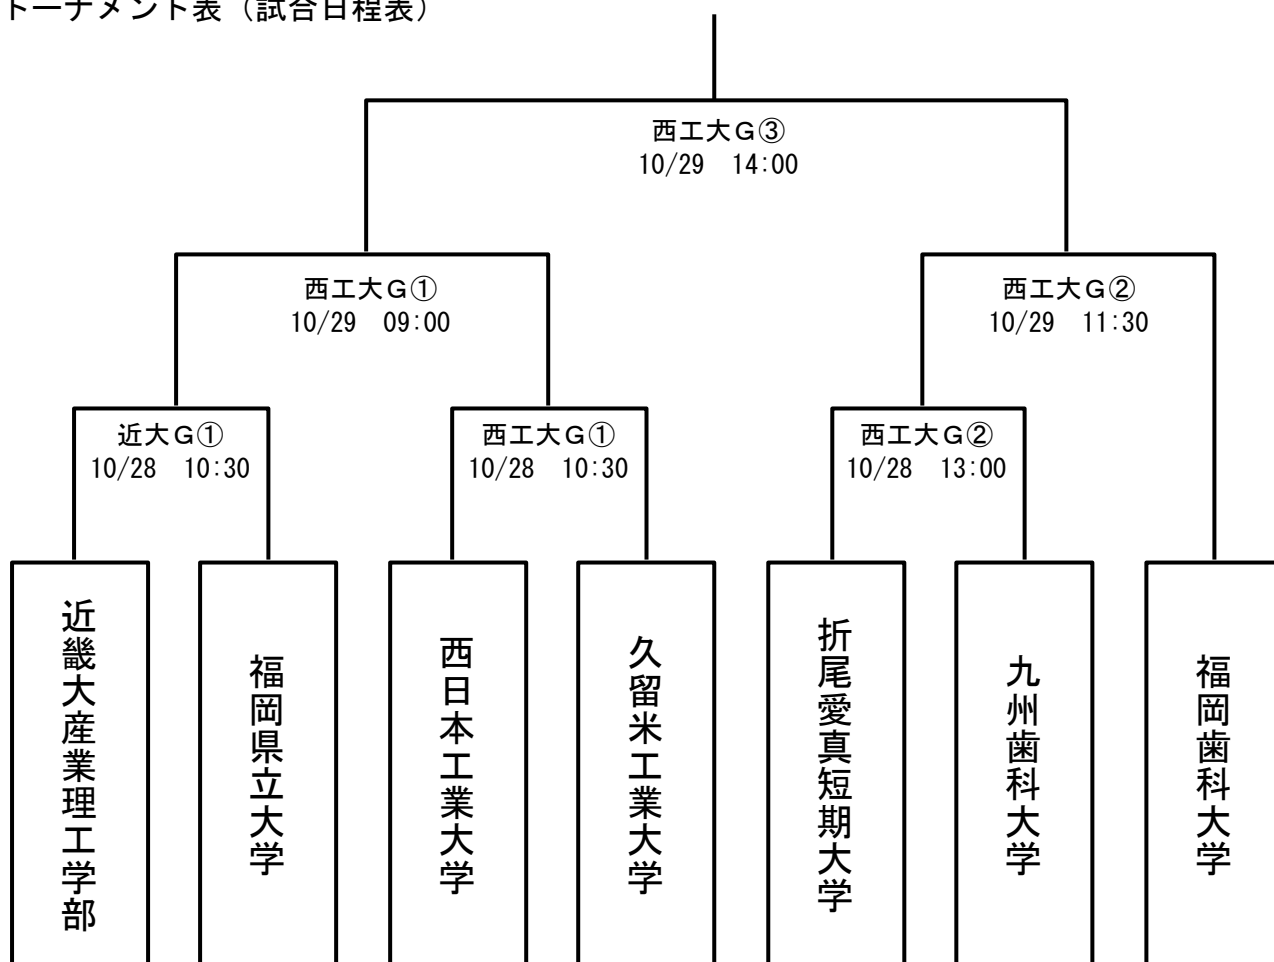 トーナメント表（試合日程表）
西工大Ｇ③
10/29　14:00
西工大Ｇ①
10/29　09:00
西工大Ｇ②
10/29　11:30
近大Ｇ①
10/28　10:30
西工大Ｇ①
10/28　10:30
西工大Ｇ②
10/28　13:00
近畿大産業理工学部
福岡県立大学
西日本工業大学
久留米工業大学
折尾愛真短期大学
九州歯科大学
福岡歯科大学